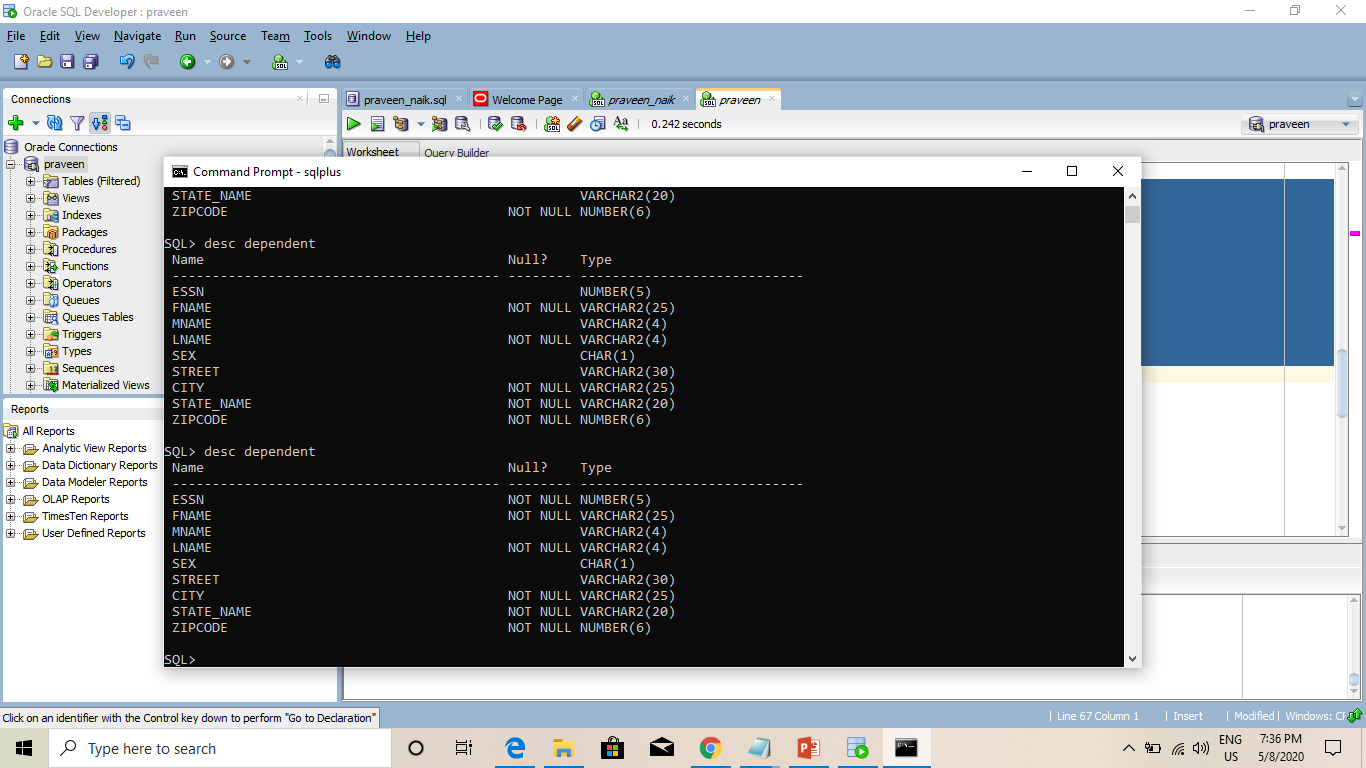 Oracle SQL Developer : praveen
File Edit View Navigate Run Source Team Tools Window Help
Connections
praveen_naik.sql Welcome Page praveen_naik praveen
0.242 seconds praveen
Worksheet Query Builder
Oracle Connections
praveen
Tables (Filtered)
Views
Indexes
Packages
Procedures
Functions
Operators
Queues
Queues Tables
Triggers
Types
Sequences
Materialized Views
Reports
All Reports
Analytic View Reports
Data Dictionary Reports
Data Modeler Reports
OLAP Reports
TimesTen Reports
User Defined Reports
Command Prompt - sqlplus
STATE_NAME VARCHAR2(20)
ZIPCODE NOT NULL NUMBER(6)
SQL> desc dependent
Name Null? Type
----------------------------------------- -------- ----------------------------
ESSN NUMBER(5)
FNAME NOT NULL VARCHAR2(25)
MNAME VARCHAR2(4)
LNAME NOT NULL VARCHAR2(4)
SEX CHAR(1)
STREET VARCHAR2(30)
CITY NOT NULL VARCHAR2(25)
STATE_NAME NOT NULL VARCHAR2(20)
ZIPCODE NOT NULL NUMBER(6)
SQL> desc dependent
Name Null? Type
----------------------------------------- -------- ----------------------------
ESSN NOT NULL NUMBER(5)
FNAME NOT NULL VARCHAR2(25)
MNAME VARCHAR2(4)
LNAME NOT NULL VARCHAR2(4)
SEX CHAR(1)
STREET VARCHAR2(30)
CITY NOT NULL VARCHAR2(25)
STATE_NAME NOT NULL VARCHAR2(20)
ZIPCODE NOT NULL NUMBER(6)
SQL>
Click on an identifier with the Control key down to perform "Go to Declaration"
Line 67 Column 1 Insert Modified Windows:
Type here to search
ENG
US
7:36 PM
5/8/2020